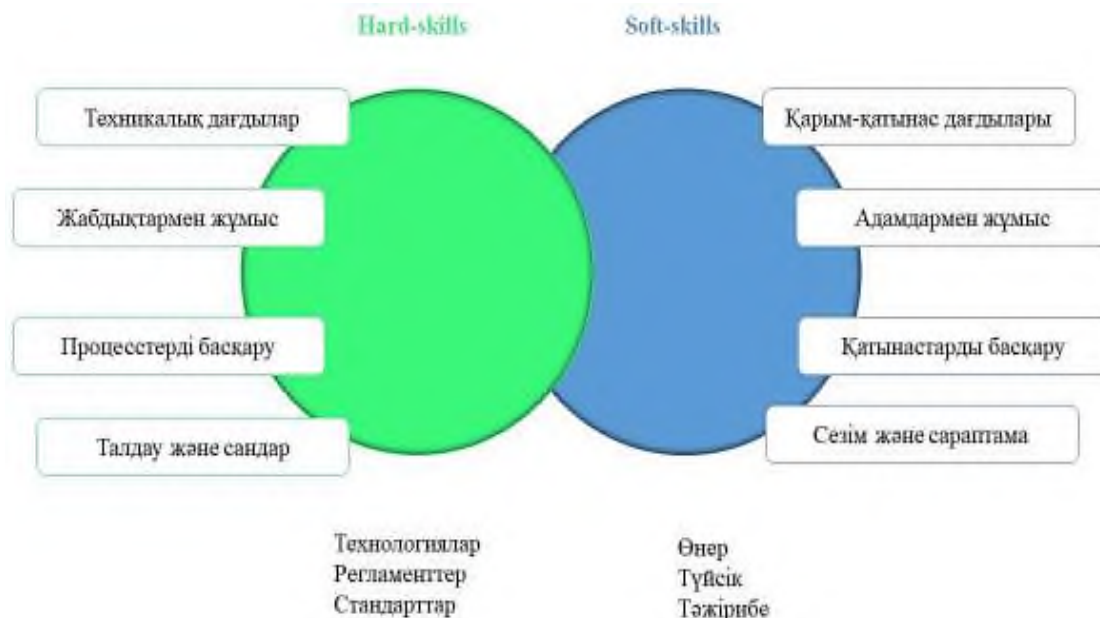 Hard-skills
Soft-skills
Техникалық дағдылар
Қарым-қатынас дағдылары
Жабдықтармен жұмыс
Адамдармен жұмыс
Процесстерді басқару
Қатынастарды басқару
Талдау және сандар
Сезім және сараптама
Технологиялар
Регламенттер
Стандарттар
Өнер
Түйсік
Тәжірибе